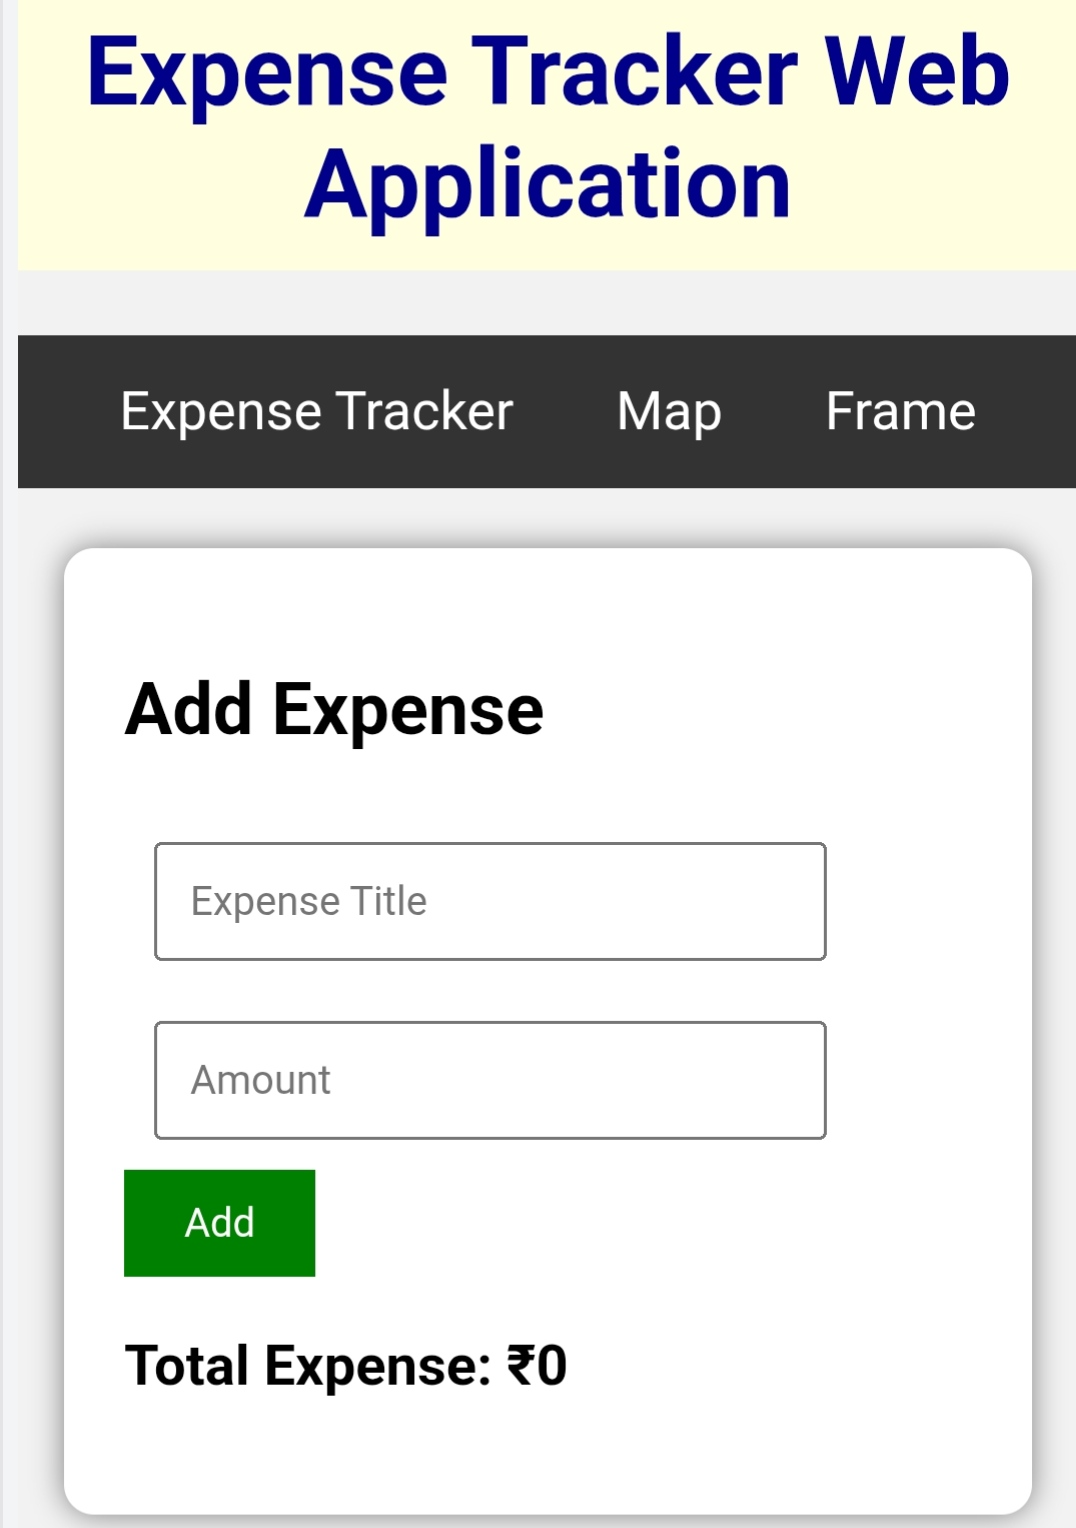 Expense Tracker Web
Application
Expense Tracker Map Frame
Add Expense
Expense Title
Amount
Add
Total Expense: ₹0